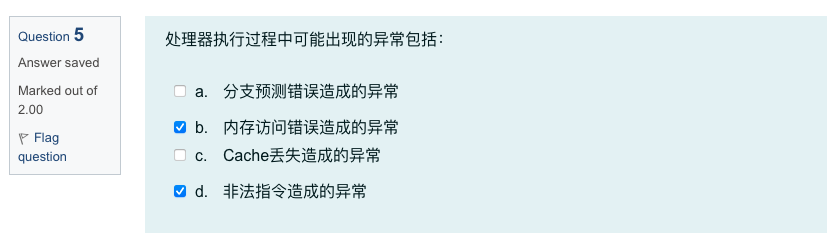 Question 5
Answer saved
Marked out of
2.00
Flag
question
处理器执行过程中可能出现的异常包括：
a. 分支预测错误造成的异常
b. 内存访问错误造成的异常
c. Cache丢失造成的异常
d. 非法指令造成的异常